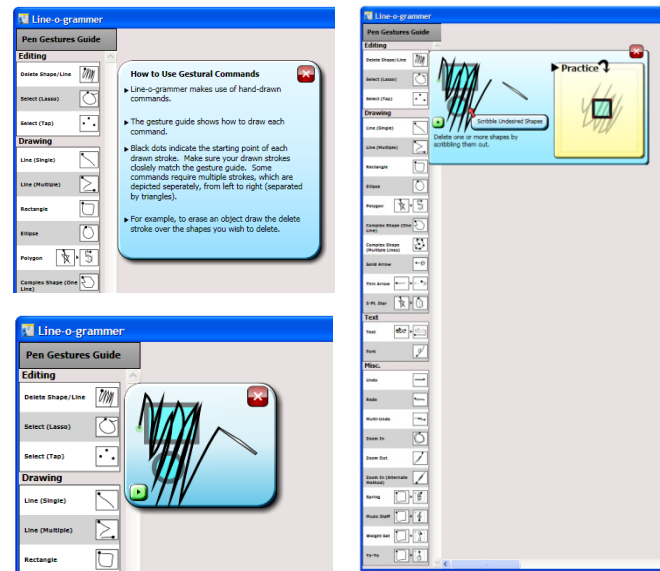 Line-o-grammer
Pen Gestures Guide
Editing
Delete Shape/Line
Select (Lasso)
Select (Tap)
Drawing
Line (Single)
Line (Multiple)
Rectangle
Ellipse
Polygon
Complex Shape (One
Line)
How to Use Gestural Commands
Line-o-grammer makes use of hand-drawn
commands.
The gesture guide shows how to draw each
command.
Black dots indicate the starting point of each
drawn stroke. Make sure your drawn strokes
closely match the gesture guide. Some
commands require multiple strokes, which are
depicted seperately, from left to right (separated
by triangles).
For example, to erase an object draw the delete
stroke over the shapes you wish to delete.
Line-o-grammer
Pen Gestures Guide
Editing
Delete Shape/Line
Select (Lasso)
Select (Tap)
Drawing
Line (Single)
Line (Multiple)
Rectangle
Line-o-grammer
Pen Gestures Guide
Editing
Delete Shape/Line
Select (Lasso)
Select (Tap)
Drawing
Line (Single)
Line (Multiple)
Rectangle
Ellipse
Polygon
Complex Shape (One
Line)
Complex Shape
(Multiple Lines)
Solid Arrow
Thin Arrow
5-Pt. Star
Text
Text
abc
Font
Misc.
Undo
Redo
Multi-Undo
Zoom In
Zoom Out
Zoom In (Alternate
Method)
Spring
Music Staff
Weight Set
Yo-Yo
Scribble Undesired Shapes
Delete one or more shapes by
scribbling them out.
Practice